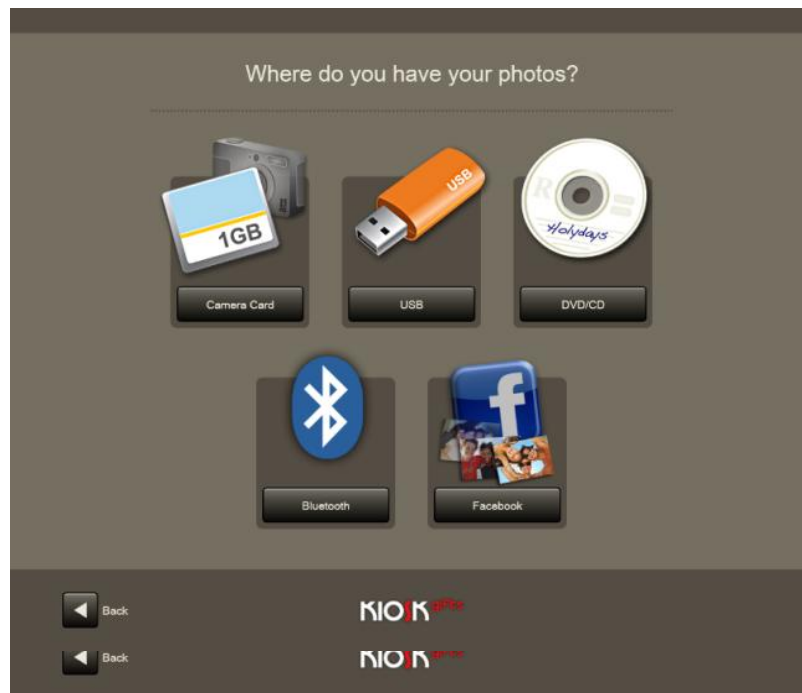 Where do you have your photos?
1GB
USB
R
Holydays
Camera Card
USB
DVD/CD
f
Bluetooth
Facebook
Back
KIOSK gifts
Back